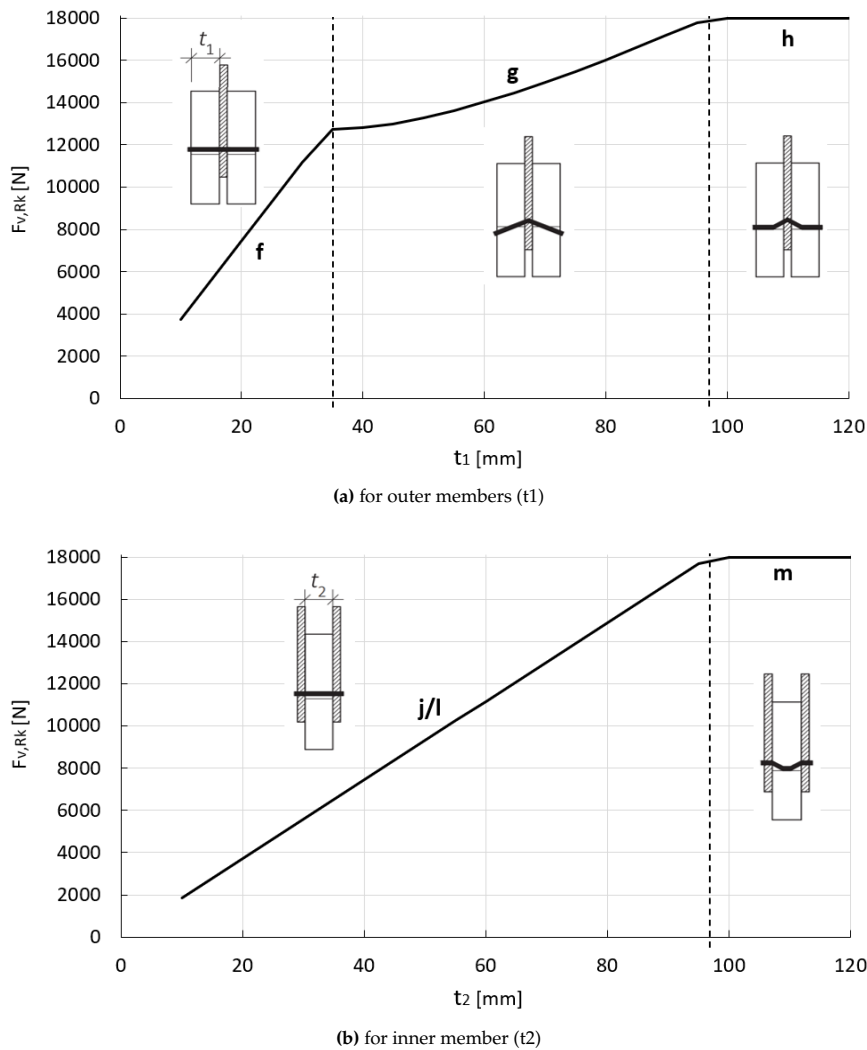 18000
16000
14000
12000
10000
8000
6000
4000
2000
0
Fv,Rk [N]
t1
f
g
h
0 20 40 60 80 100 120
t1 [mm]
(a) for outer members (t1)
18000
16000
14000
12000
10000
8000
6000
4000
2000
0
Fv,Rk [N]
t2
j/l
m
0 20 40 60 80 100 120
t2 [mm]
(b) for inner member (t2)